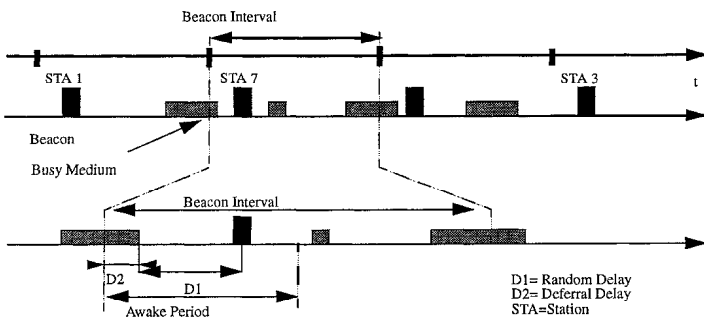 Beacon Interval
STA 1
STA 7
STA 3
t
Beacon
Busy Medium
Beacon Interval
D2
D1
Awake Period
D1= Random Delay
D2= Deferral Delay
STA=Station